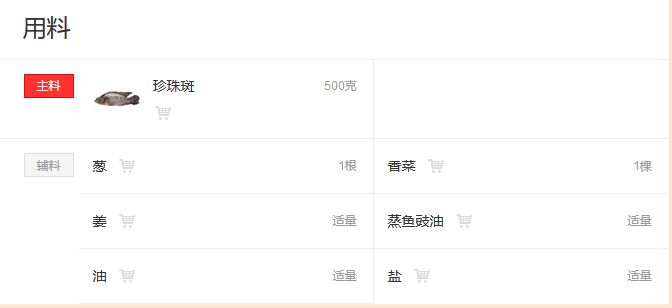 用料
主料 珍珠斑 500克
辅料 葱 1根 香菜 1棵
姜 适量 蒸鱼豉油 适量
油 适量 盐 适量